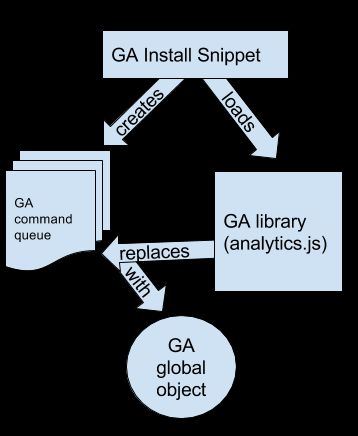 GA Install Snippet
creates
loads
GA
command
queue
GA library
(analytics.js)
replaces
with
GA
global
object